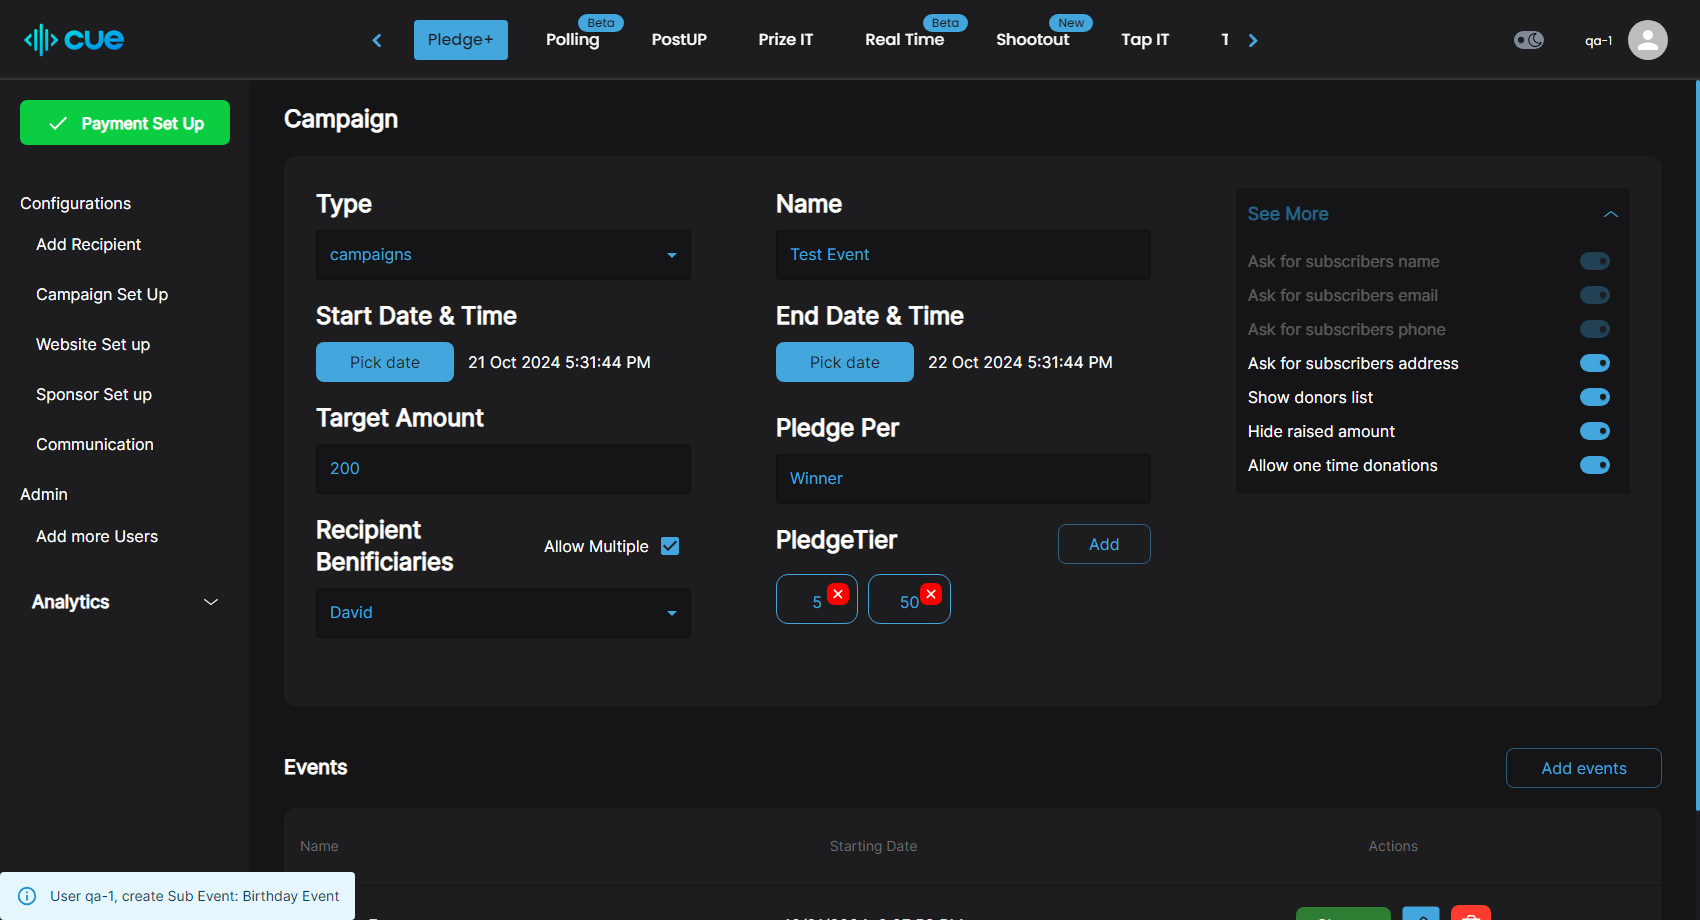 cue
Pledge+
Polling
Beta
PostUP
Prize IT
Real Time
Beta
Shootout
New
Tap IT
qa-1
Payment Set Up
Configurations
Add Recipient
Campaign Set Up
Website Set up
Sponsor Set up
Communication
Admin
Add more Users
Analytics
Campaign
Type
campaigns
Name
Test Event
Start Date & Time
Pick date 21 Oct 2024 5:31:44 PM
End Date & Time
Pick date 22 Oct 2024 5:31:44 PM
Target Amount
200
Pledge Per
Winner
Recipient
Benificiaries
Allow Multiple
David
PledgeTier
Add
5
50
See More
Ask for subscribers name
Ask for subscribers email
Ask for subscribers phone
Ask for subscribers address
Show donors list
Hide raised amount
Allow one time donations
Events
Add events
Name Starting Date Actions
User qa-1, create Sub Event: Birthday Event